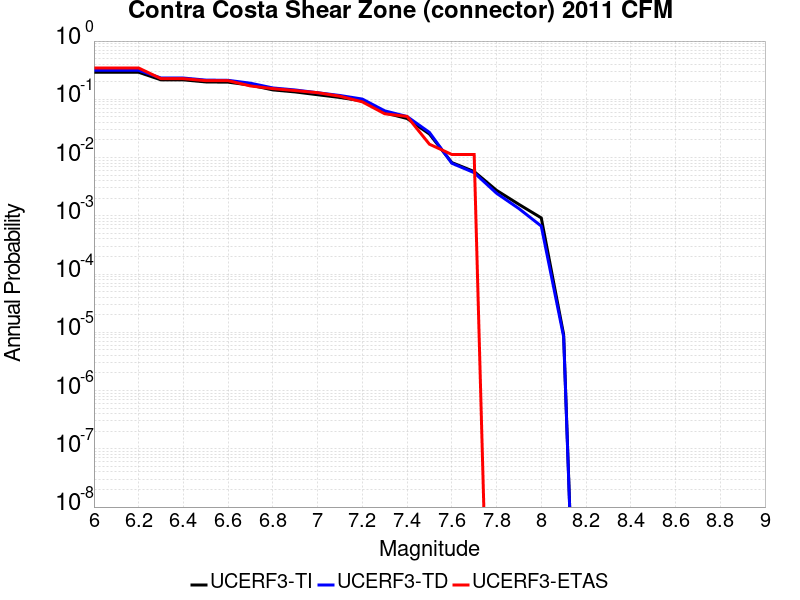 Contra Costa Shear Zone (connector) 2011 CFM
10^0
10^-1
10^-2
10^-3
10^-4
10^-5
10^-6
10^-7
10^-8
Annual Probability
6 6.2 6.4 6.6 6.8 7 7.2 7.4 7.6 7.8 8 8.2 8.4 8.6 8.8 9
Magnitude
UCERF3-TI UCERF3-TD UCERF3-ETAS